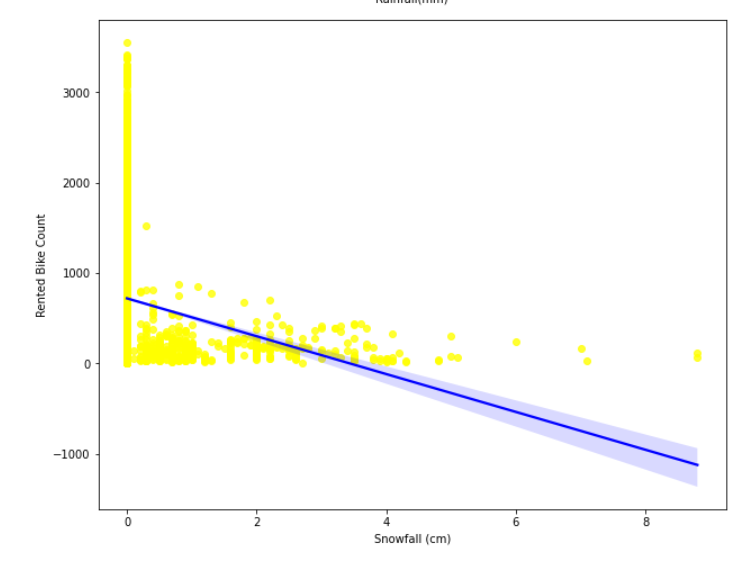 Rainfall(mm)
3000
2000
1000
0
−1000
Rented Bike Count
0 2 4 6 8
Snowfall (cm)